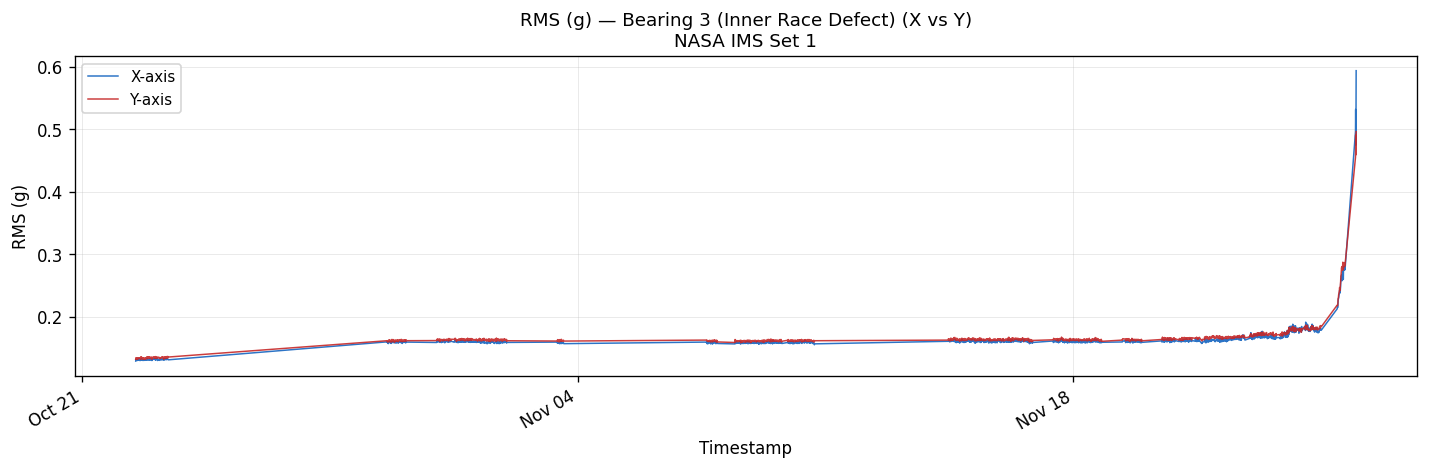 RMS (g) — Bearing 3 (Inner Race Defect) (X vs Y)
NASA IMS Set 1
X-axis
Y-axis
RMS (g)
0.6
0.5
0.4
0.3
0.2
Oct 21
Nov 04
Nov 18
Timestamp